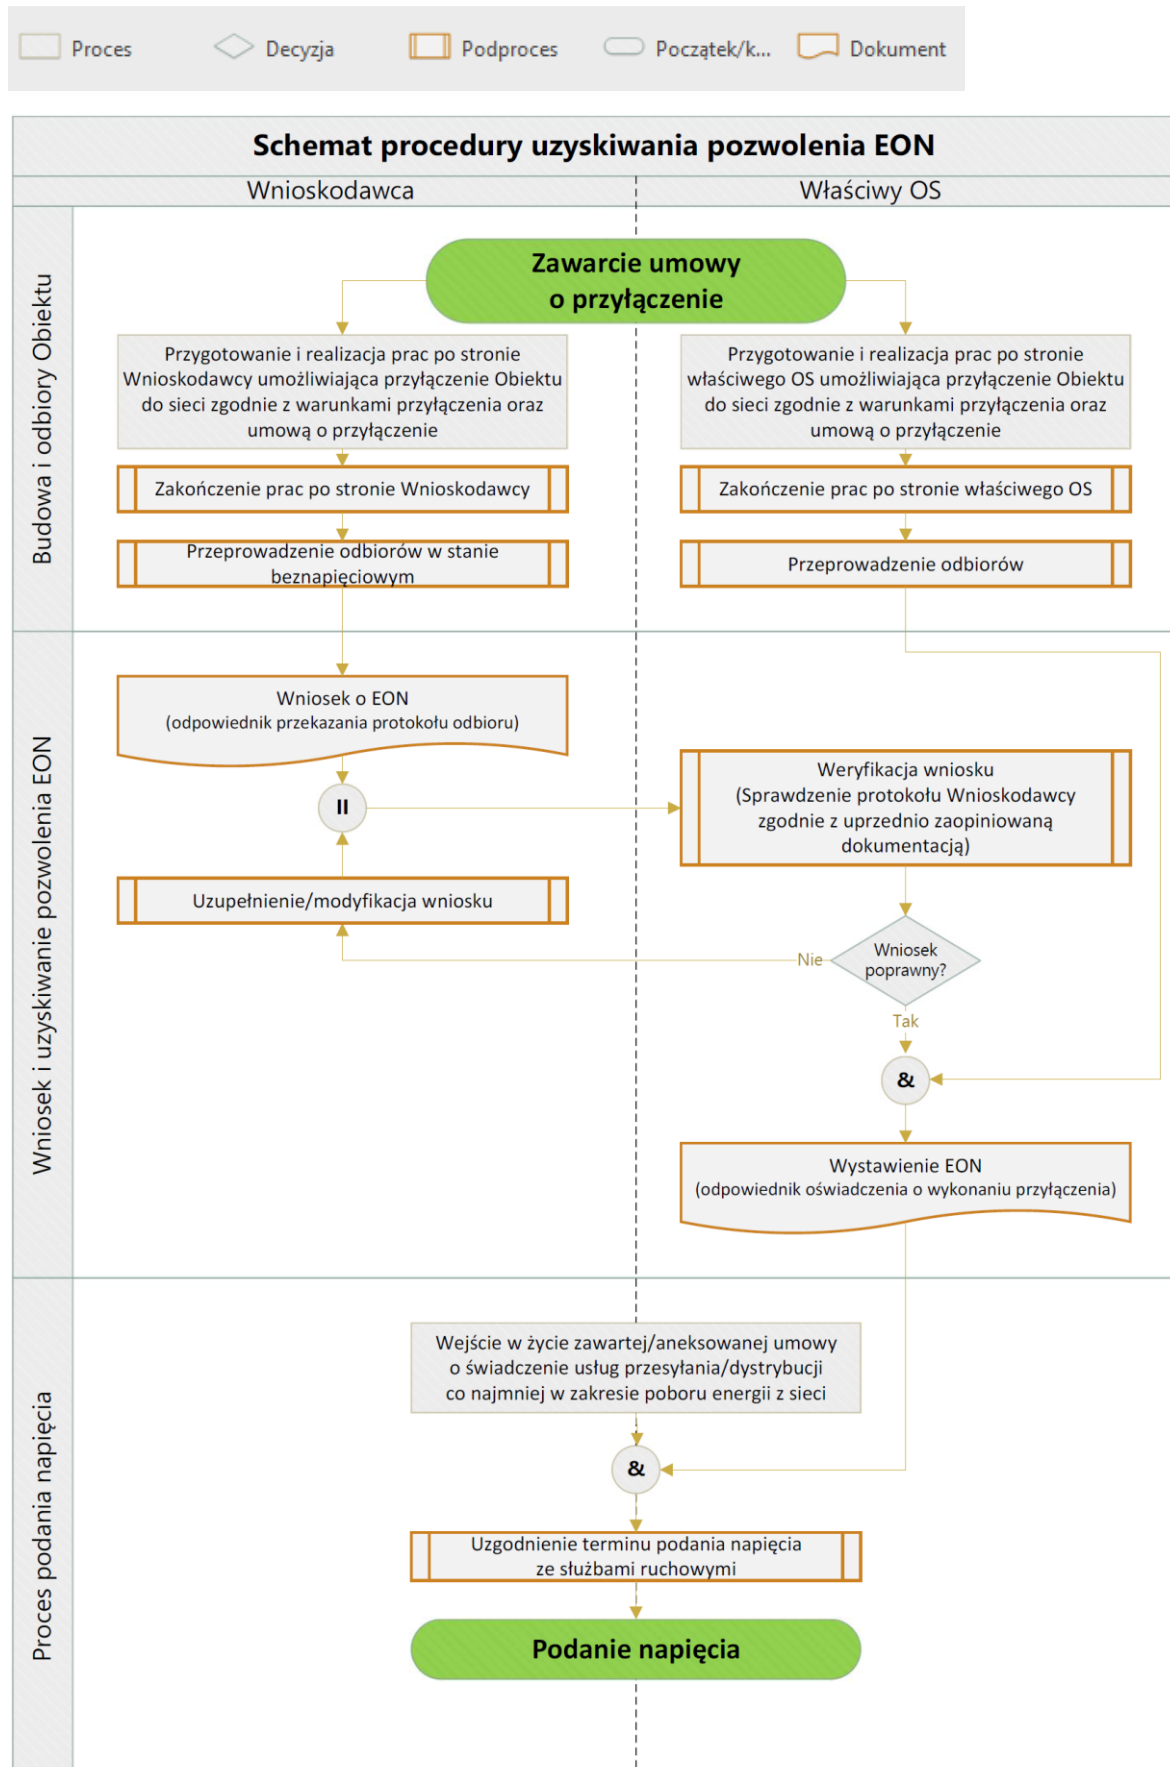 Proces
Decyzja
Podproces
Początek/k...
Dokument
Schemat procedury uzyskiwania pozwolenia EON
Wnioskodawca
Właściwy OS
Budowa i odbiory Obiektu
Zawarcie umowy
o przyłączenie
Przygotowanie i realizacja prac po stronie
Wnioskodawcy umożliwiająca przyłączenie Obiektu
do sieci zgodnie z warunkami przyłączenia oraz
umową o przyłączenie
Przygotowanie i realizacja prac po stronie
właściwego OS umożliwiająca przyłączenie Obiektu
do sieci zgodnie z warunkami przyłączenia oraz
umową o przyłączenie
Zakończenie prac po stronie Wnioskodawcy
Zakończenie prac po stronie właściwego OS
Przeprowadzenie odbiorów w stanie
beznapięciowym
Przeprowadzenie odbiorów
Wniosek i uzyskiwanie pozwolenia EON
Wniosek o EON
(odpowiednik przekazania protokołu odbioru)
II
Weryfikacja wniosku
(Sprawdzenie protokołu Wnioskodawcy
zgodnie z uprzednio zaopiniowaną
dokumentacją)
Uzupełnienie/modyfikacja wniosku
Nie
Wniosek
poprawny?
Tak
&
Wystawienie EON
(odpowiednik oświadczenia o wykonaniu przyłączenia)
Proces podania napięcia
Wejście w życie zawartej/aneksowanej umowy
o świadczenie usług przesyłania/dystrybucji
co najmniej w zakresie poboru energii z sieci
&
Uzgodnienie terminu podania napięcia
ze służbami ruchowymi
Podanie napięcia